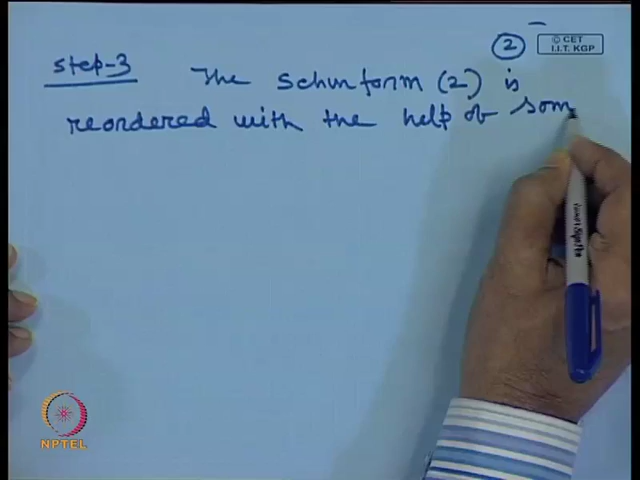 2
© CET
I.I.T. KGP
step-3
The Schur form (2) is
reordered with the help of som
NPTEL